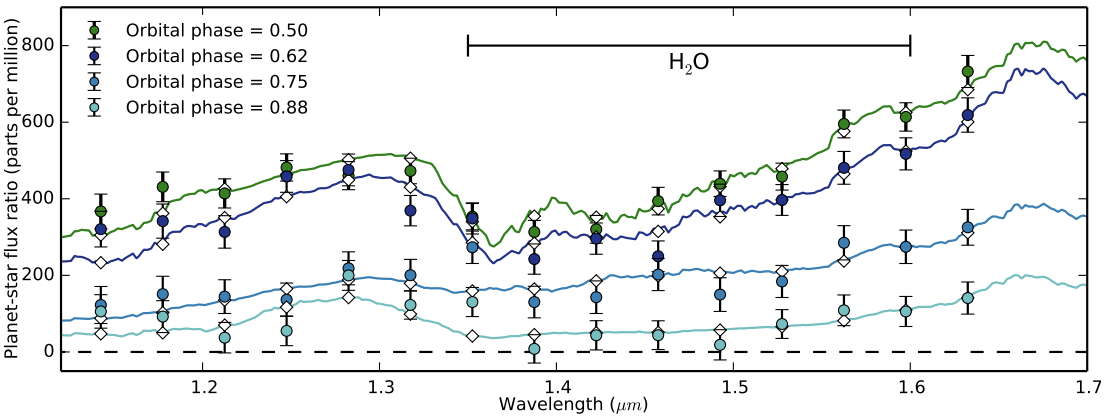 Planet-star flux ratio (parts per million)
800
600
400
200
0
Orbital phase = 0.50
Orbital phase = 0.62
Orbital phase = 0.75
Orbital phase = 0.88
H₂O
1.2
1.3
1.4
1.5
1.6
1.7
Wavelength (μm)